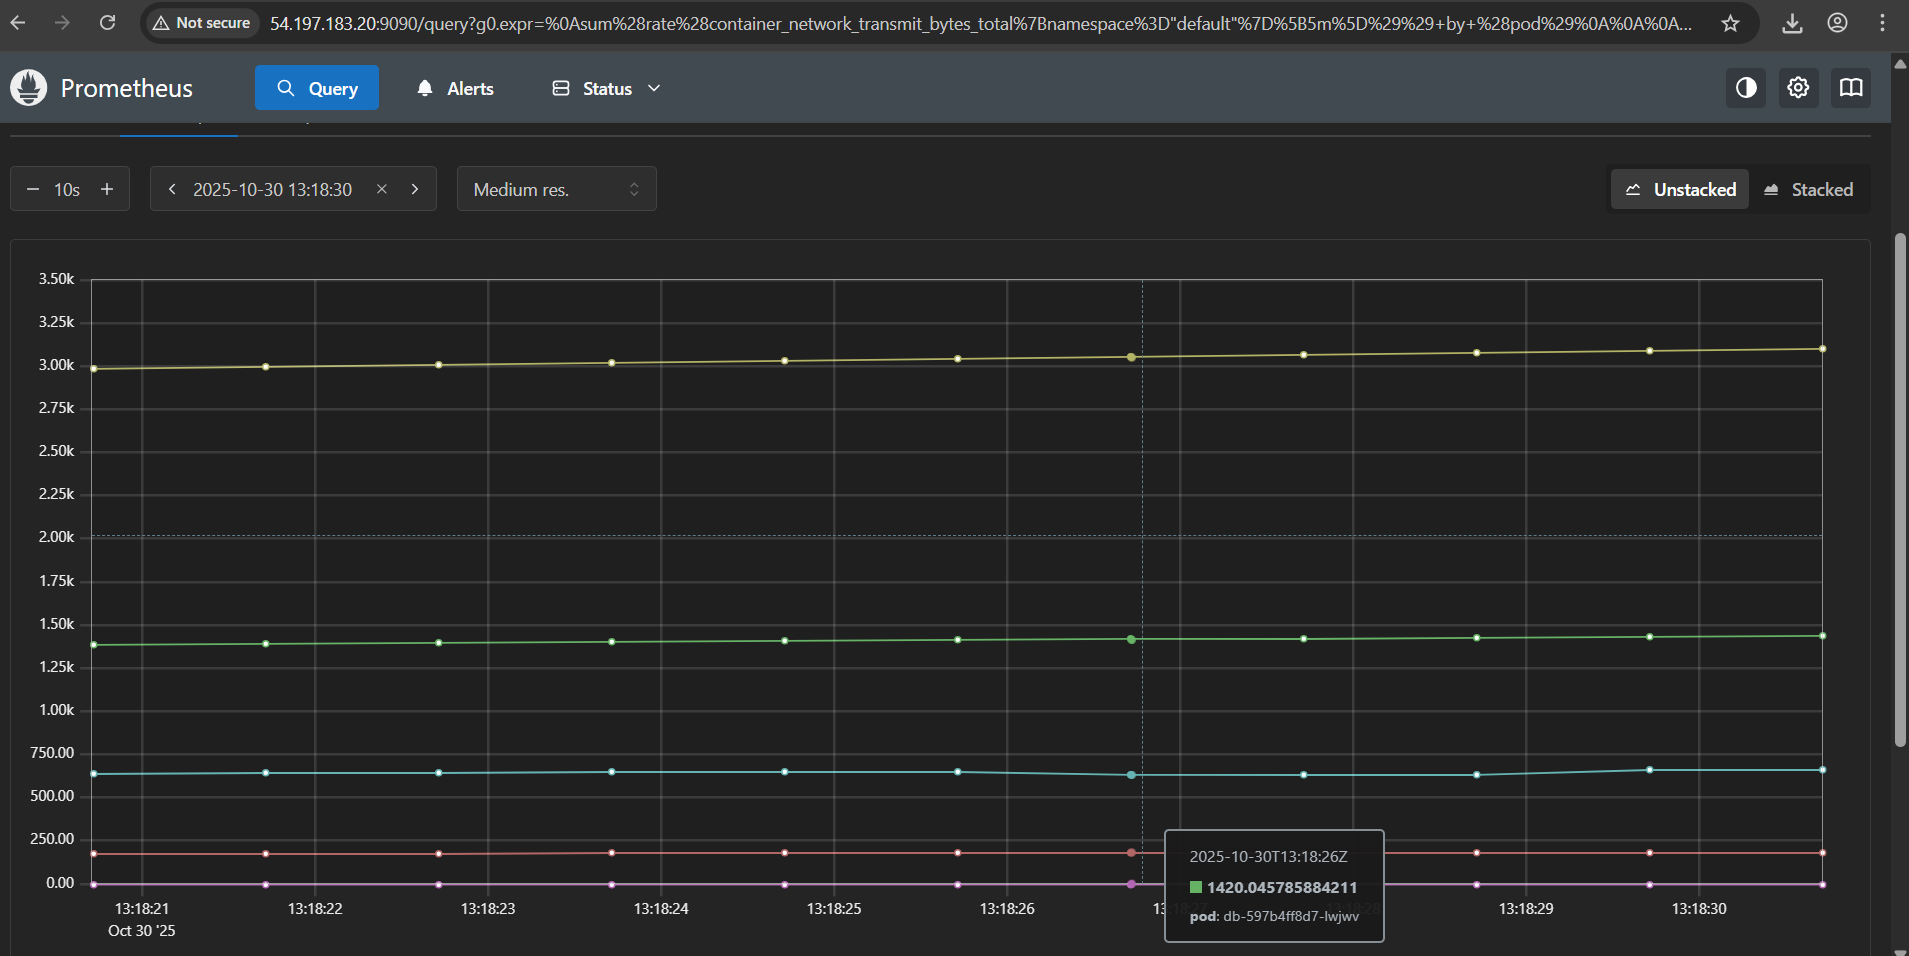 Not secure 54.197.183.20:9090/query?g0.expr=%0Asum%28rate%28container_network_transmit_bytes_total%7Bnamespace%3D"default"%7D%5B5m%5D%29%29+by+%28pod%29%0A%0A%0A...
Prometheus Query Alerts Status
10s 2025-10-30 13:18:30 Medium res. Unstacked Stacked
3.50k
3.25k
3.00k
2.75k
2.50k
2.25k
2.00k
1.75k
1.50k
1.25k
1.00k
750.00
500.00
250.00
0.00
2025-10-30T13:18:26Z
1420.045785884211
pod: db-597b4ff8d7-lwjwv
13:18:21 13:18:22 13:18:23 13:18:24 13:18:25 13:18:26 13:18:27 13:18:28 13:18:29 13:18:30
Oct 30 '25